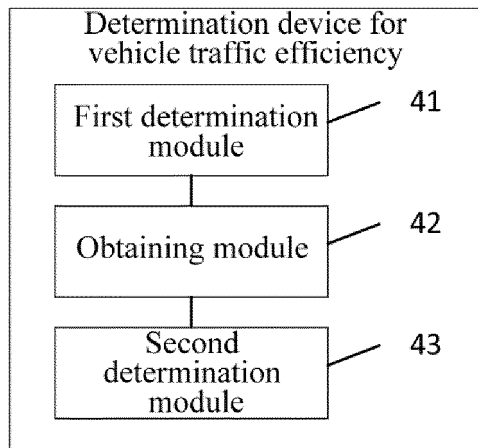 Determination device for
vehicle traffic efficiency
First determination
module
41
Obtaining module
42
Second
determination
module
43